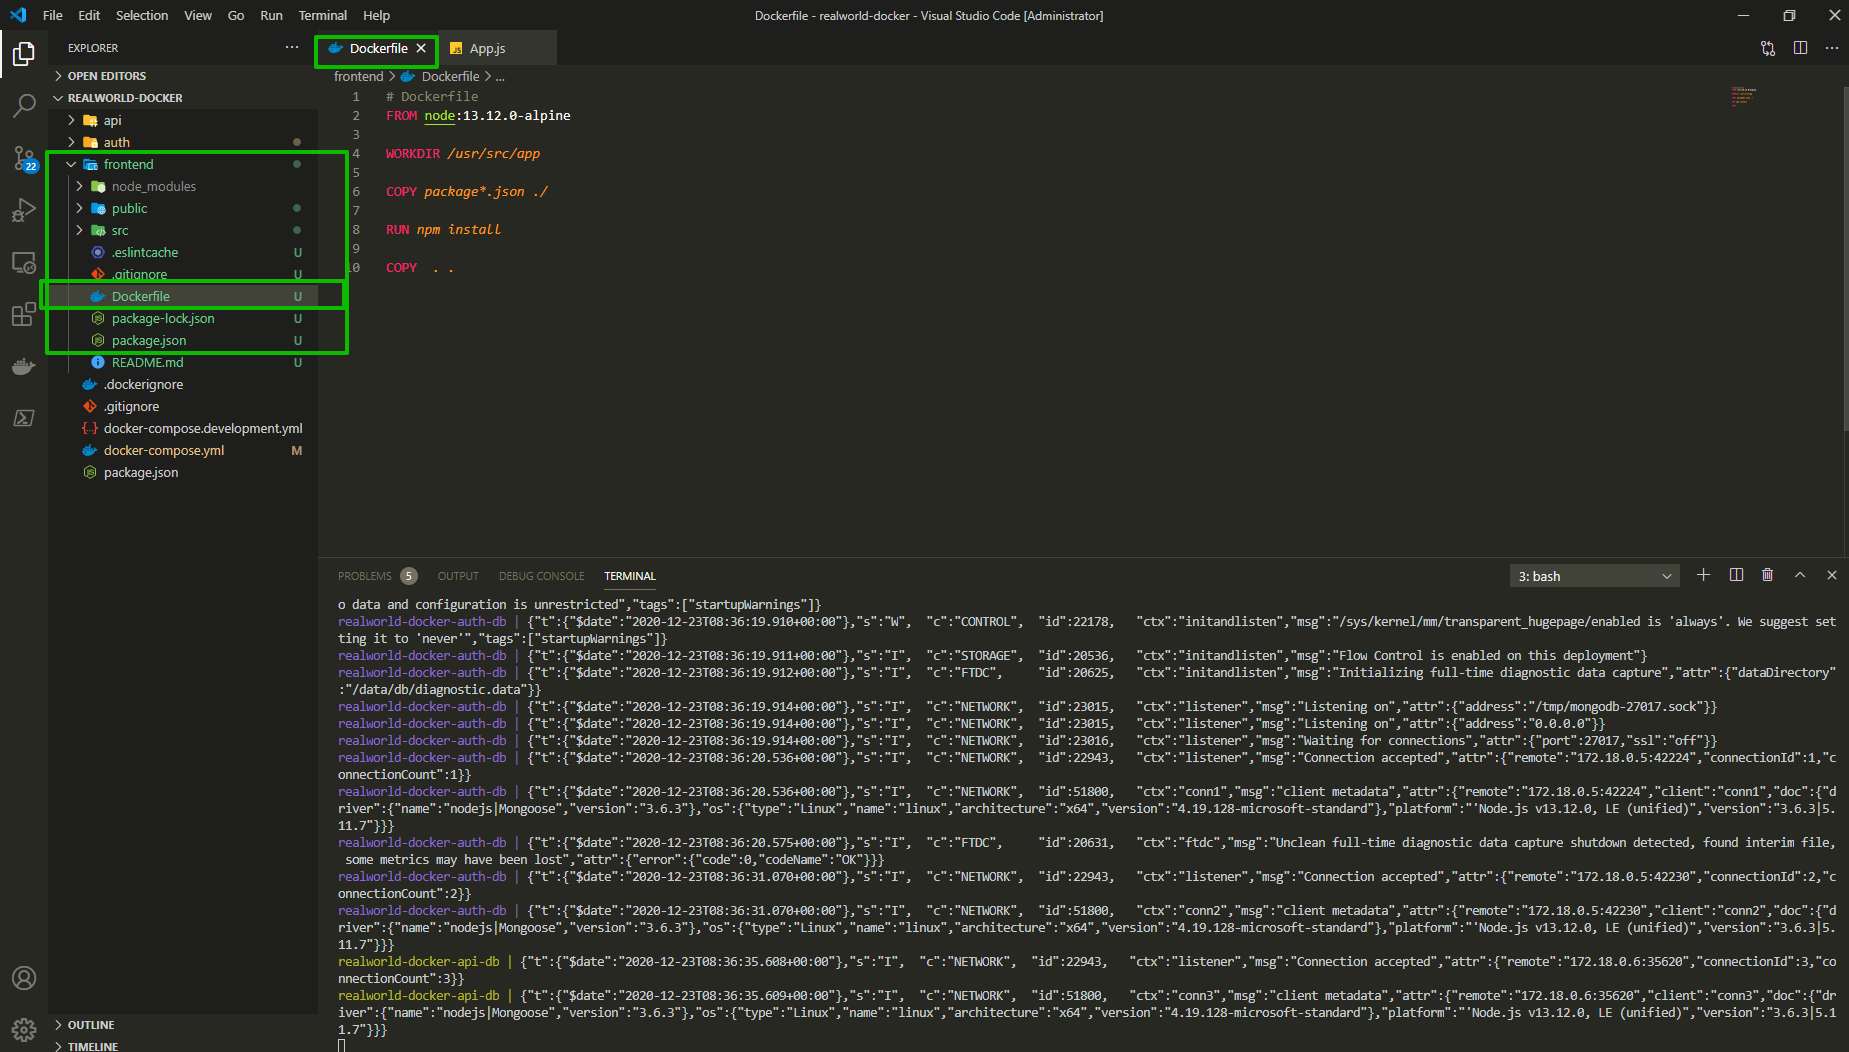 File Edit Selection View Go Run Terminal Help
Dockerfile - realworld-docker - Visual Studio Code [Administrator]
EXPLORER
OPEN EDITORS
REALWORLD-DOCKER
api
auth
frontend
node_modules
public
src
.eslintcache U
.gitignore U
Dockerfile U
package-lock.json U
package.json U
README.md U
.dockerignore
.gitignore
docker-compose.development.yml
docker-compose.yml M
package.json
22
OUTLINE
TIMELINE
Dockerfile
JS App.js
frontend > Dockerfile > ...
1 # Dockerfile
2 FROM node:13.12.0-alpine
3
4 WORKDIR /usr/src/app
5
6 COPY package*.json ./
7
8 RUN npm install
9
10 COPY . .
PROBLEMS 5 OUTPUT DEBUG CONSOLE TERMINAL
3: bash
o data and configuration is unrestricted","tags":["startupWarnings"]}
realworld-docker-auth-db | {"t":{"$date":"2020-12-23T08:36:19.910+00:00"},"s":"W", "c":"CONTROL", "id":22178, "ctx":"initandlisten","msg":"/sys/kernel/mm/transparent_hugepage/enabled is 'always'. We suggest set
ting it to 'never'","tags":["startupWarnings"]}
realworld-docker-auth-db | {"t":{"$date":"2020-12-23T08:36:19.911+00:00"},"s":"I", "c":"STORAGE", "id":20536, "ctx":"initandlisten","msg":"Flow Control is enabled on this deployment"}
realworld-docker-auth-db | {"t":{"$date":"2020-12-23T08:36:19.912+00:00"},"s":"I", "c":"FTDC", "id":20625, "ctx":"initandlisten","msg":"Initializing full-time diagnostic data capture","attr":{"dataDirectory"
:"/data/db/diagnostic.data"}}
realworld-docker-auth-db | {"t":{"$date":"2020-12-23T08:36:19.914+00:00"},"s":"I", "c":"NETWORK", "id":23015, "ctx":"listener","msg":"Listening on","attr":{"address":"/tmp/mongodb-27017.sock"}}
realworld-docker-auth-db | {"t":{"$date":"2020-12-23T08:36:19.914+00:00"},"s":"I", "c":"NETWORK", "id":23015, "ctx":"listener","msg":"Listening on","attr":{"address":"0.0.0.0"}}
realworld-docker-auth-db | {"t":{"$date":"2020-12-23T08:36:19.914+00:00"},"s":"I", "c":"NETWORK", "id":23016, "ctx":"listener","msg":"Waiting for connections","attr":{"port":27017,"ssl":"off"}}
realworld-docker-auth-db | {"t":{"$date":"2020-12-23T08:36:20.536+00:00"},"s":"I", "c":"NETWORK", "id":22943, "ctx":"listener","msg":"Connection accepted","attr":{"remote":"172.18.0.5:42224","connectionId":1,"c
onnectionCount":1}}
realworld-docker-auth-db | {"t":{"$date":"2020-12-23T08:36:20.536+00:00"},"s":"I", "c":"NETWORK", "id":51800, "ctx":"conn1","msg":"client metadata","attr":{"remote":"172.18.0.5:42224","client":"conn1","doc":{"d
river":{"name":"nodejs|Mongoose","version":"3.6.3"},"os":{"type":"Linux","name":"linux","architecture":"x64","version":"4.19.128-microsoft-standard"},"platform":"'Node.js v13.12.0, LE (unified)","version":"3.6.3|5.
11.7"}}}
realworld-docker-auth-db | {"t":{"$date":"2020-12-23T08:36:20.575+00:00"},"s":"I", "c":"FTDC", "id":20631, "ctx":"ftdc","msg":"Unclean full-time diagnostic data capture shutdown detected, found interim file,
some metrics may have been lost","attr":{"error":{"code":0,"codeName":"OK"}}}
realworld-docker-auth-db | {"t":{"$date":"2020-12-23T08:36:31.070+00:00"},"s":"I", "c":"NETWORK", "id":22943, "ctx":"listener","msg":"Connection accepted","attr":{"remote":"172.18.0.5:42230","connectionId":2,"c
onnectionCount":2}}
realworld-docker-auth-db | {"t":{"$date":"2020-12-23T08:36:31.070+00:00"},"s":"I", "c":"NETWORK", "id":51800, "ctx":"conn2","msg":"client metadata","attr":{"remote":"172.18.0.5:42230","client":"conn2","doc":{"d
river":{"name":"nodejs|Mongoose","version":"3.6.3"},"os":{"type":"Linux","name":"linux","architecture":"x64","version":"4.19.128-microsoft-standard"},"platform":"'Node.js v13.12.0, LE (unified)","version":"3.6.3|5.
11.7"}}}
realworld-docker-api-db | {"t":{"$date":"2020-12-23T08:36:35.608+00:00"},"s":"I", "c":"NETWORK", "id":22943, "ctx":"listener","msg":"Connection accepted","attr":{"remote":"172.18.0.6:35620","connectionId":3,"co
nnectionCount":3}}
realworld-docker-api-db | {"t":{"$date":"2020-12-23T08:36:35.609+00:00"},"s":"I", "c":"NETWORK", "id":51800, "ctx":"conn3","msg":"client metadata","attr":{"remote":"172.18.0.6:35620","client":"conn3","doc":{"dr
iver":{"name":"nodejs|Mongoose","version":"3.6.3"},"os":{"type":"Linux","name":"linux","architecture":"x64","version":"4.19.128-microsoft-standard"},"platform":"'Node.js v13.12.0, LE (unified)","version":"3.6.3|5.1
1.7"}}}